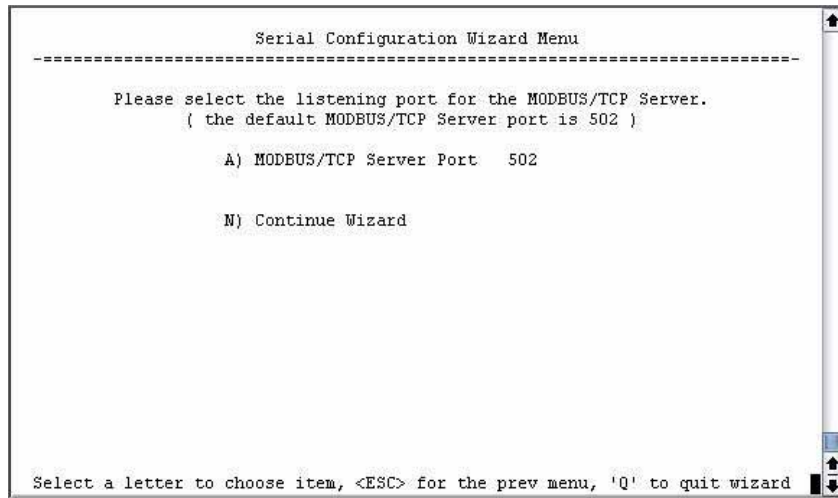 Serial Configuration Wizard Menu
-==========================================================================-
Please select the listening port for the MODBUS/TCP Server.
( the default MODBUS/TCP Server port is 502 )
A) MODBUS/TCP Server Port 502
N) Continue Wizard
Select a letter to choose item, <ESC> for the prev menu, 'Q' to quit wizard